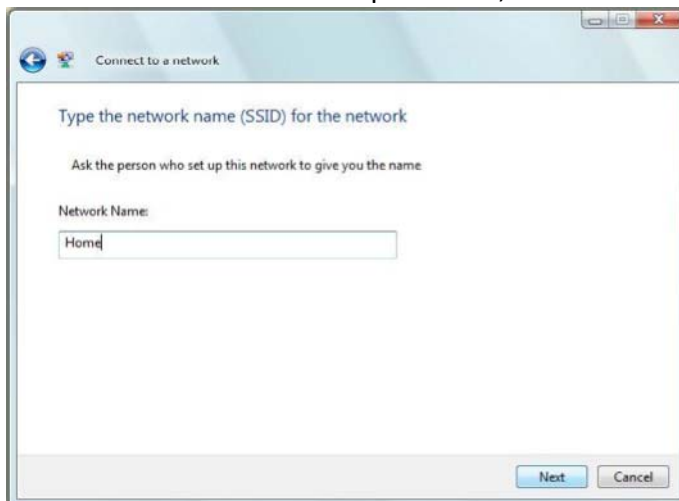 Connect to a network
Type the network name (SSID) for the network
Ask the person who set up this network to give you the name
Network Name:
Home
Next Cancel